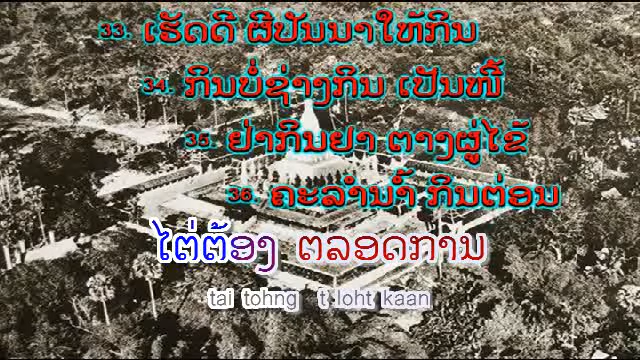 33. ເຮັດດີ ຜີປັນນາໃຫ້ກິນ
34. ກິນບໍ່ຊ່າງກິນ ເປັນໜີ້
35. ຢ່າກິນຢາ ຕາງຜູ່ໄຂ້
36. ຄະລຳນ້ຳ ກິນຕ່ອນ
ໄຕ່ຕ້ອງ ຕລອດການ
tai tohng t loht kaan